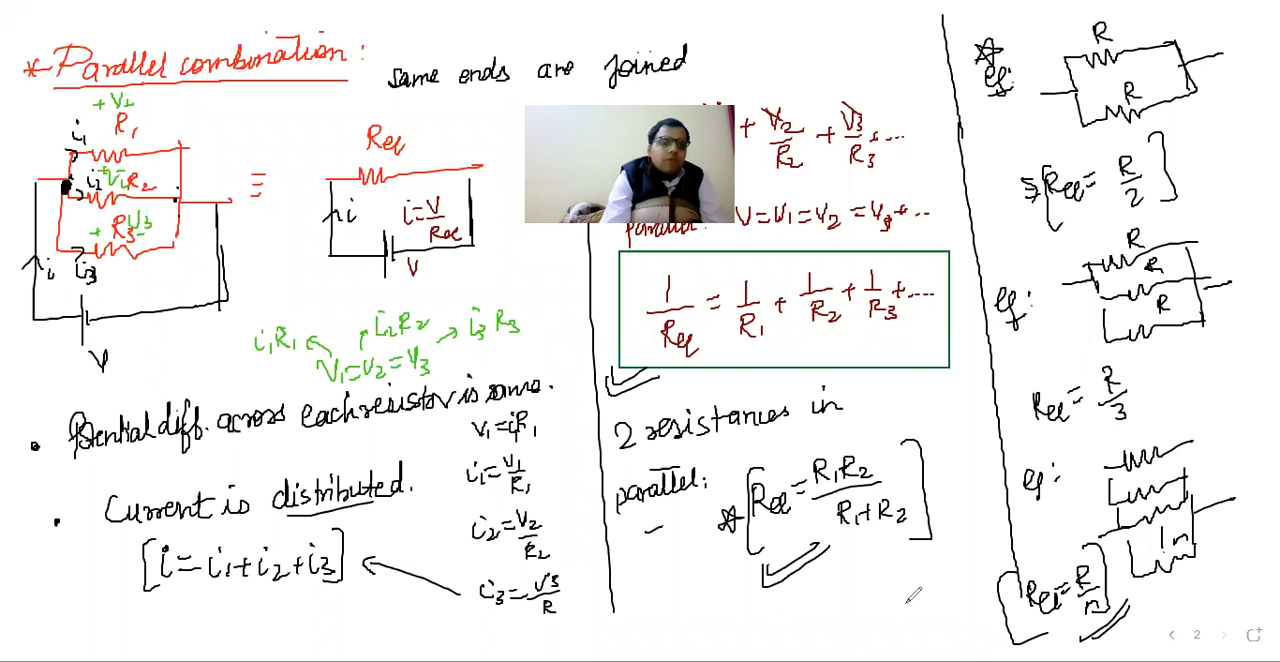 * Parallel combination:
same ends are joined
+ V1
R1
i1
i2
+ V2
R2
R3
+ V3
i3
i
V
≡
Req
i
i = V/Req
V
i1R1
i2R2
i3R3
V1 = V2 = V3
• Potential diff. across each resistor is same.
• Current is distributed.
[i = i1 + i2 + i3]
V1 = iR1
i1 = V1/R1
i2 = V2/R2
i3 = V3/R
+ V2/R2 + V3/R3 + ....
V = V1 = V2 = V3 ....
1/Req = 1/R1 + 1/R2 + 1/R3 + ....
2 resistances in
parallel:
* [Req = R1R2/R1+R2]
* eg:
R
R
[Req = R/2]
eg:
R
R
R
Req = R/3
eg:
n
[Req = R/n]
2